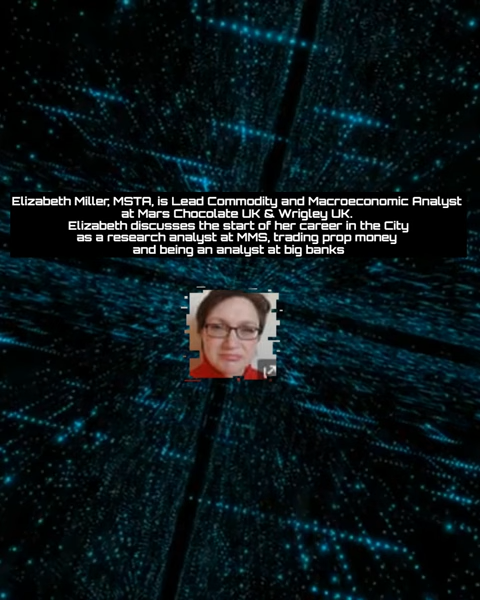 Elizabeth Miller, MSTA, is Lead Commodity and Macroeconomic Analyst
at Mars Chocolate UK & Wrigley UK.
Elizabeth discusses the start of her career in the City
as a research analyst at MMS, trading prop money
and being an analyst at big banks